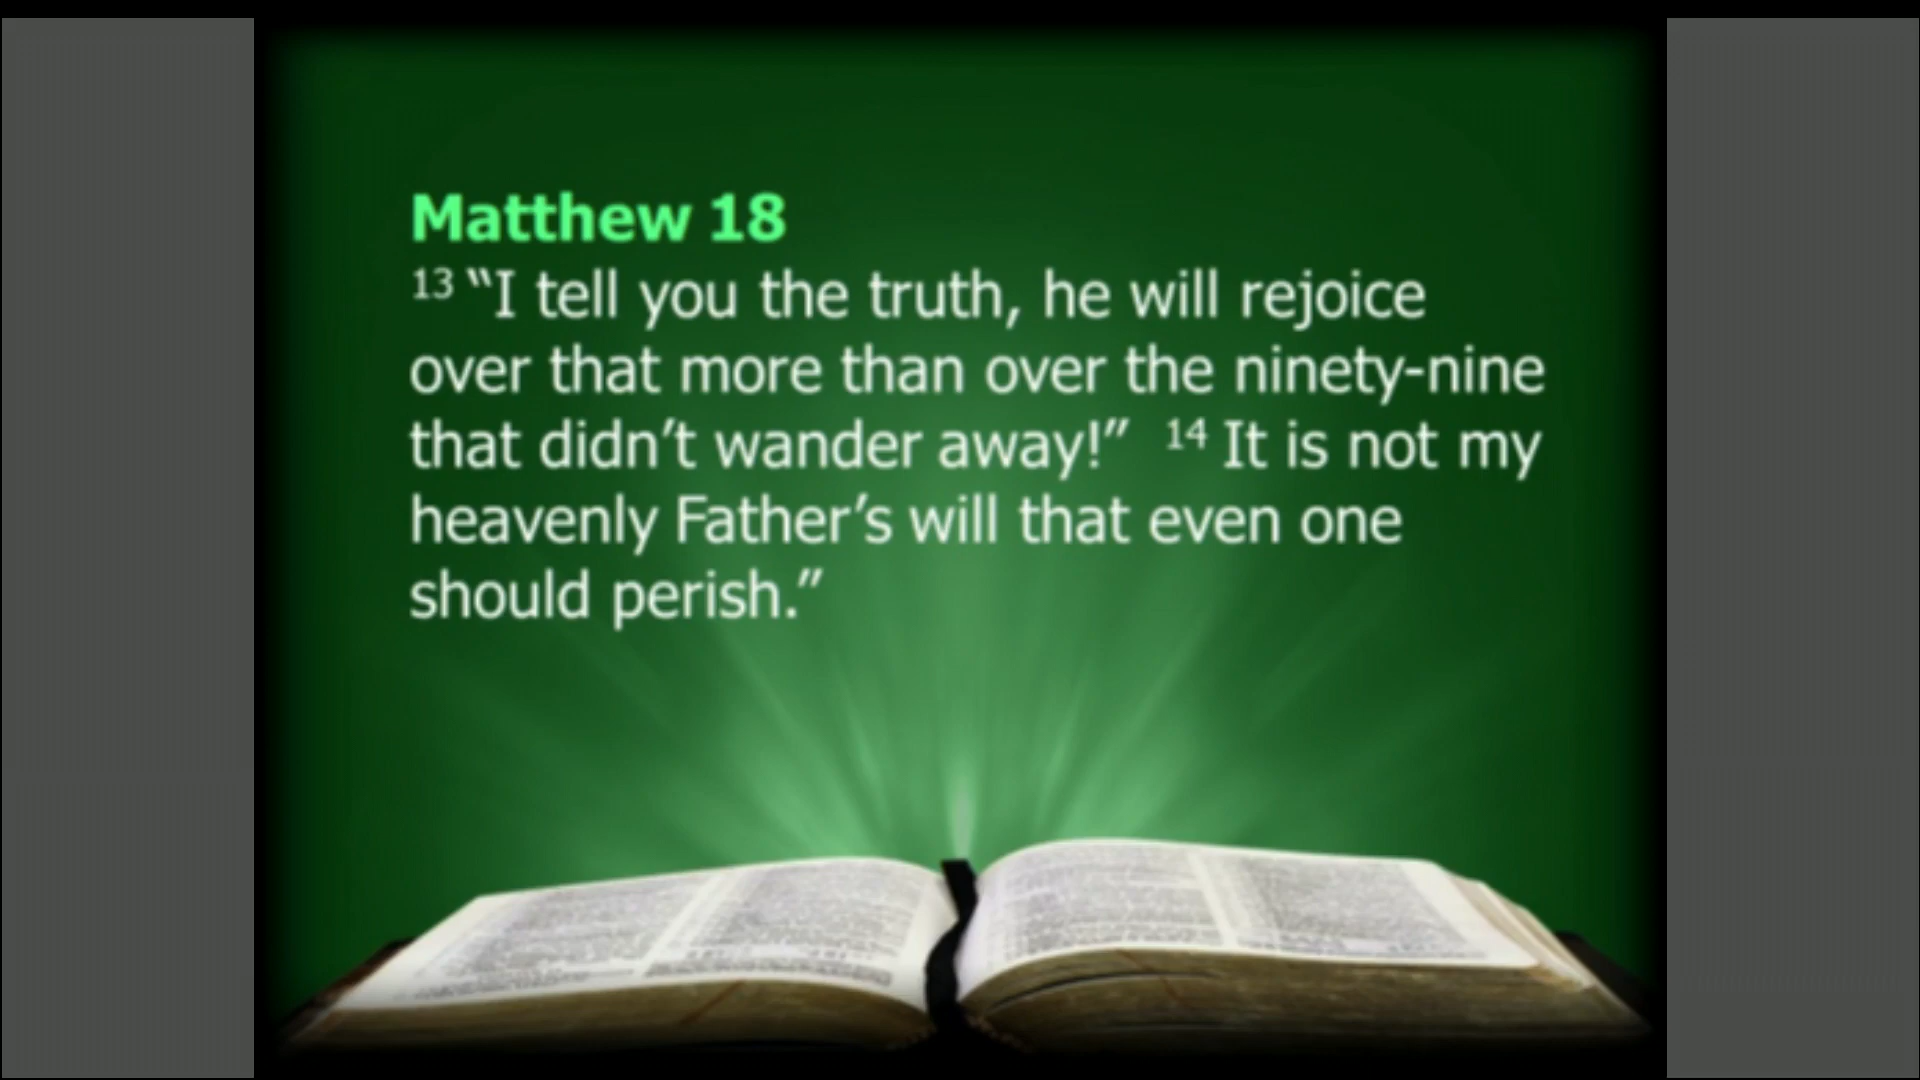 Matthew 18
13 “I tell you the truth, he will rejoice
over that more than over the ninety-nine
that didn’t wander away!” 14 It is not my
heavenly Father’s will that even one
should perish.”